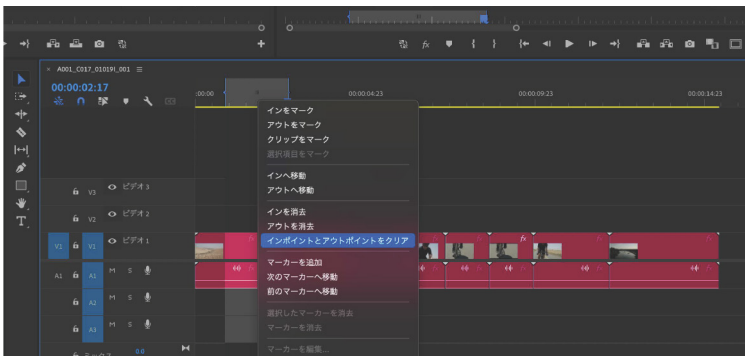 A001_C017_01019I_001
00:00:02:17
:00:00
00:00:04:23
00:00:09:23
00:00:14:23
インをマーク
アウトをマーク
クリップをマーク
選択項目をマーク
インへ移動
アウトへ移動
インを消去
アウトを消去
インポイントとアウトポイントをクリア
マーカーを追加
次のマーカーへ移動
前のマーカーへ移動
選択したマーカーを消去
マーカーを消去
マーカーを編集...
V3 ビデオ 3
V2 ビデオ 2
V1 V1 ビデオ 1 fx
A1 A1 M S
A2 M S
A3 M S
ミックス 0.0